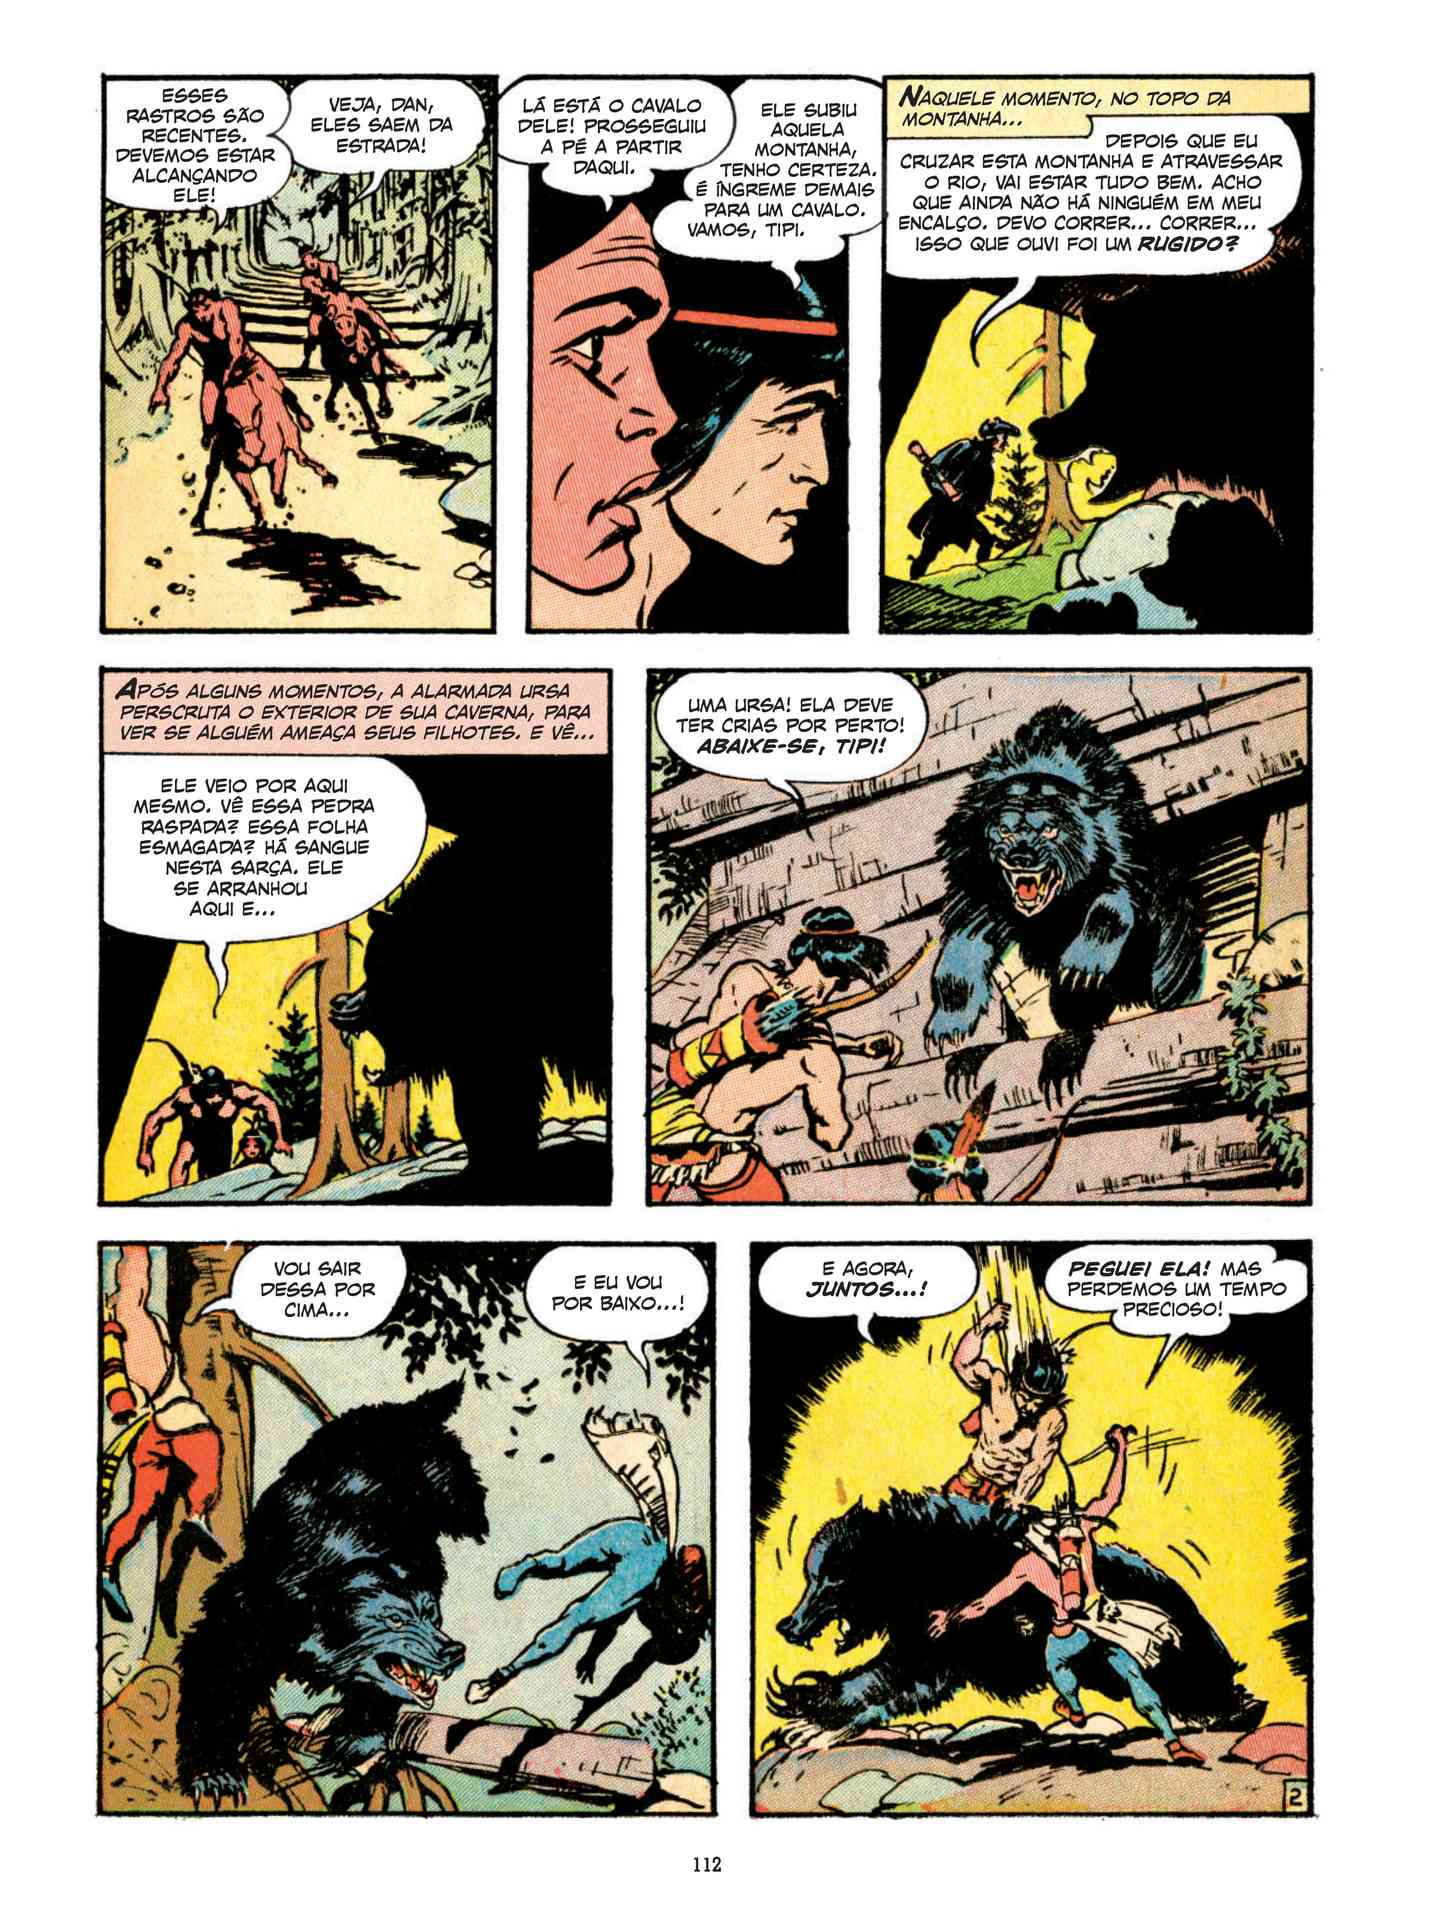 ESSES
RASTROS SÃO
RECENTES.
DEVEMOS ESTAR
ALCANÇANDO
ELE!
VEJA, DAN,
ELES SAEM DA
ESTRADA!
LÁ ESTÁ O CAVALO
DELE! PROSSEGUIU
A PÉ A PARTIR
DAQUI.
ELE SUBIU
AQUELA
MONTANHA,
TENHO CERTEZA.
É ÍNGREME DEMAIS
PARA UM CAVALO.
VAMOS, TIPI.
NAQUELE MOMENTO, NO TOPO DA
MONTANHA...
DEPOIS QUE EU
CRUZAR ESTA MONTANHA E ATRAVESSAR
O RIO, VAI ESTAR TUDO BEM. ACHO
QUE AINDA NÃO HÁ NINGUÉM EM MEU
ENCALÇO. DEVO CORRER... CORRER...
ISSO QUE OUVI FOI UM RUGIDO?
APÓS ALGUNS MOMENTOS, A ALARMADA URSA
PERSCRUTA O EXTERIOR DE SUA CAVERNA, PARA
VER SE ALGUÉM AMEAÇA SEUS FILHOTES. E VÊ...
ELE VEIO POR AQUI
MESMO. VÊ ESSA PEDRA
RASPADA? ESSA FOLHA
ESMAGADA? HÁ SANGUE
NESTA SARÇA. ELE
SE ARRANHOU
AQUI E...
UMA URSA! ELA DEVE
TER CRIAS POR PERTO!
ABAIXE-SE, TIPI!
VOU SAIR
DESSA POR
CIMA...
E EU VOU
POR BAIXO...!
E AGORA,
JUNTOS...!
PEGUEI ELA! MAS
PERDEMOS UM TEMPO
PRECIOSO!
2
112